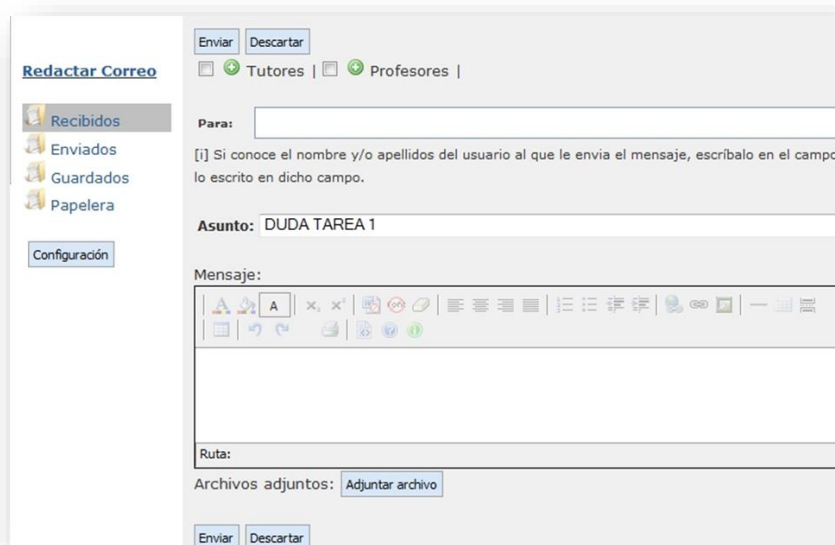 Enviar Descartar
Redactar Correo
Tutores | Profesores |
Recibidos
Enviados
Guardados
Papelera
Configuración
Para:
[i] Si conoce el nombre y/o apellidos del usuario al que le envia el mensaje, escríbalo en el campo
lo escrito en dicho campo.
Asunto: DUDA TAREA 1
Mensaje:
Ruta:
Archivos adjuntos: Adjuntar archivo
Enviar Descartar